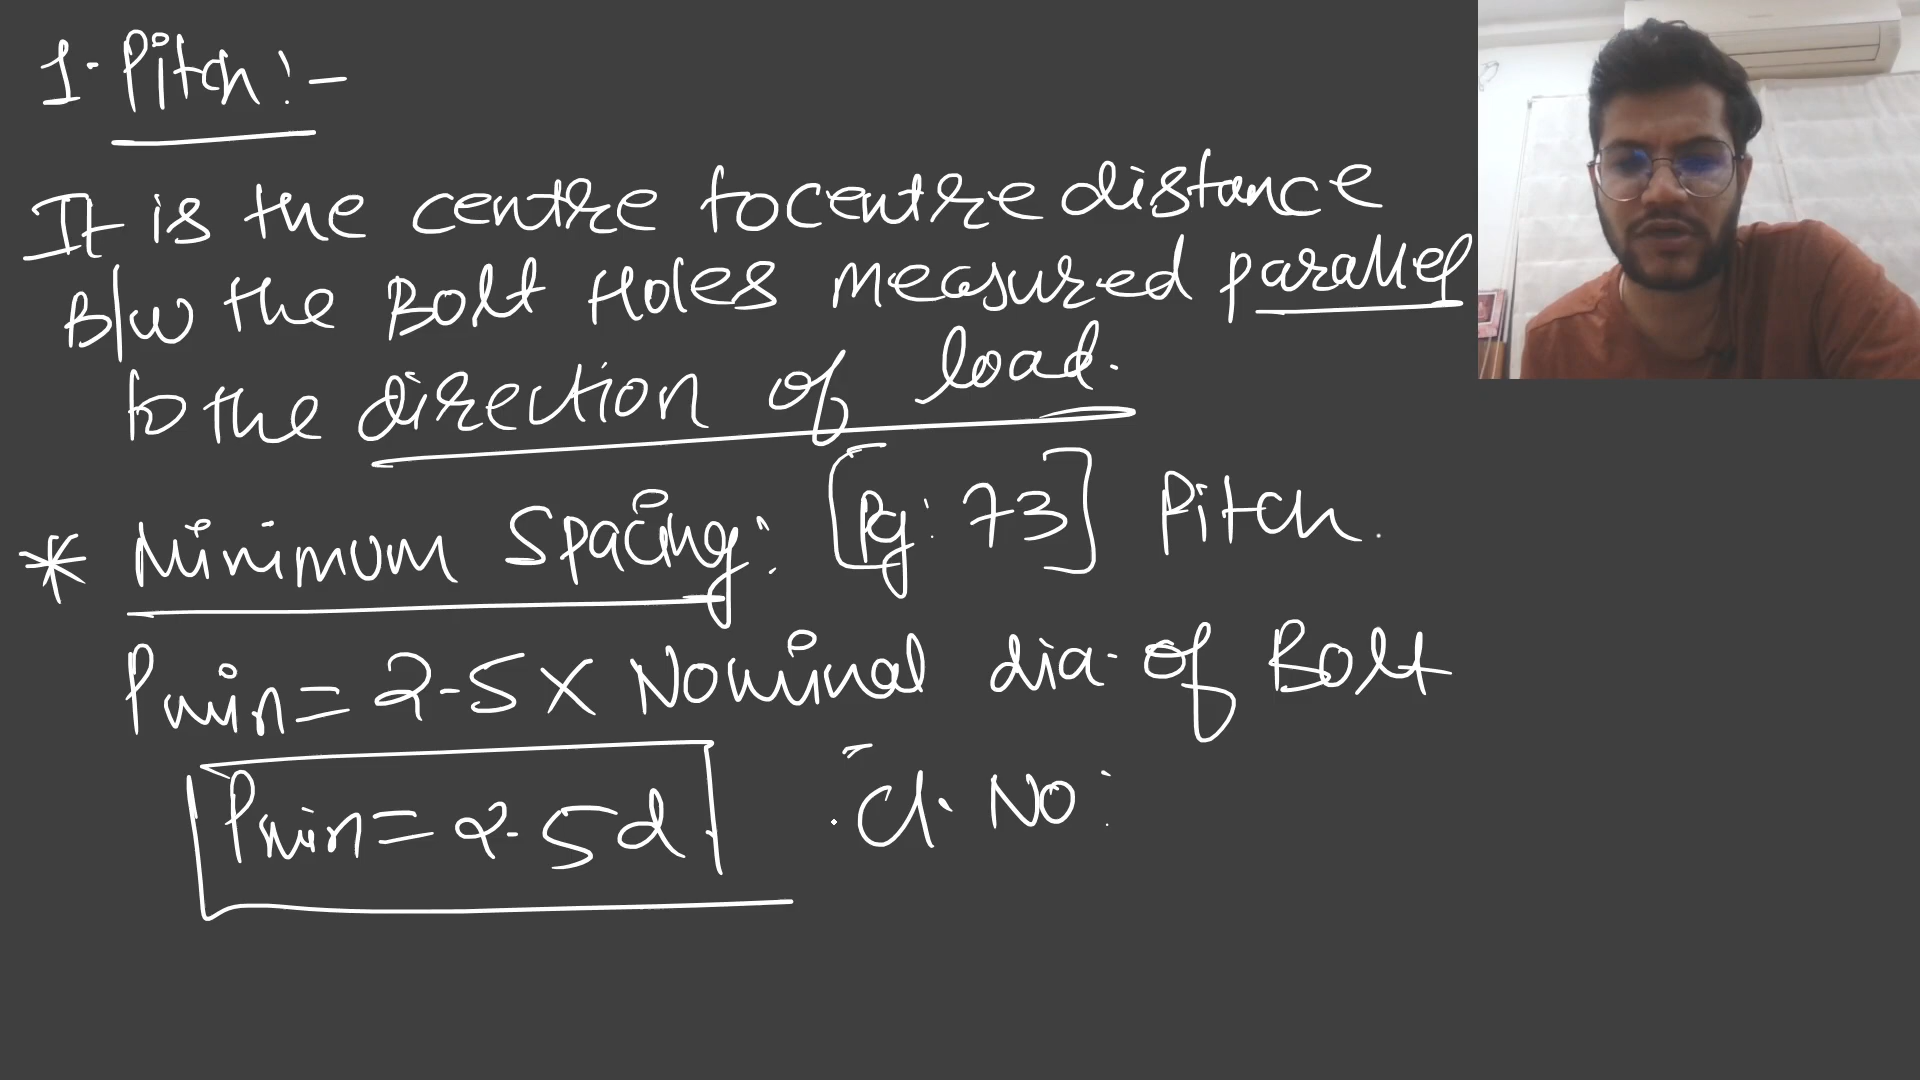 1. Pitch :-
It is the centre to centre distance
B/w the Bolt Holes measured parallel
to the direction of load.
* Minimum Spacing: [Pg: 73] Pitch.
Pmin = 2.5 x Nominal dia. of Bolt
Pmin = 2.5d Cl. No: